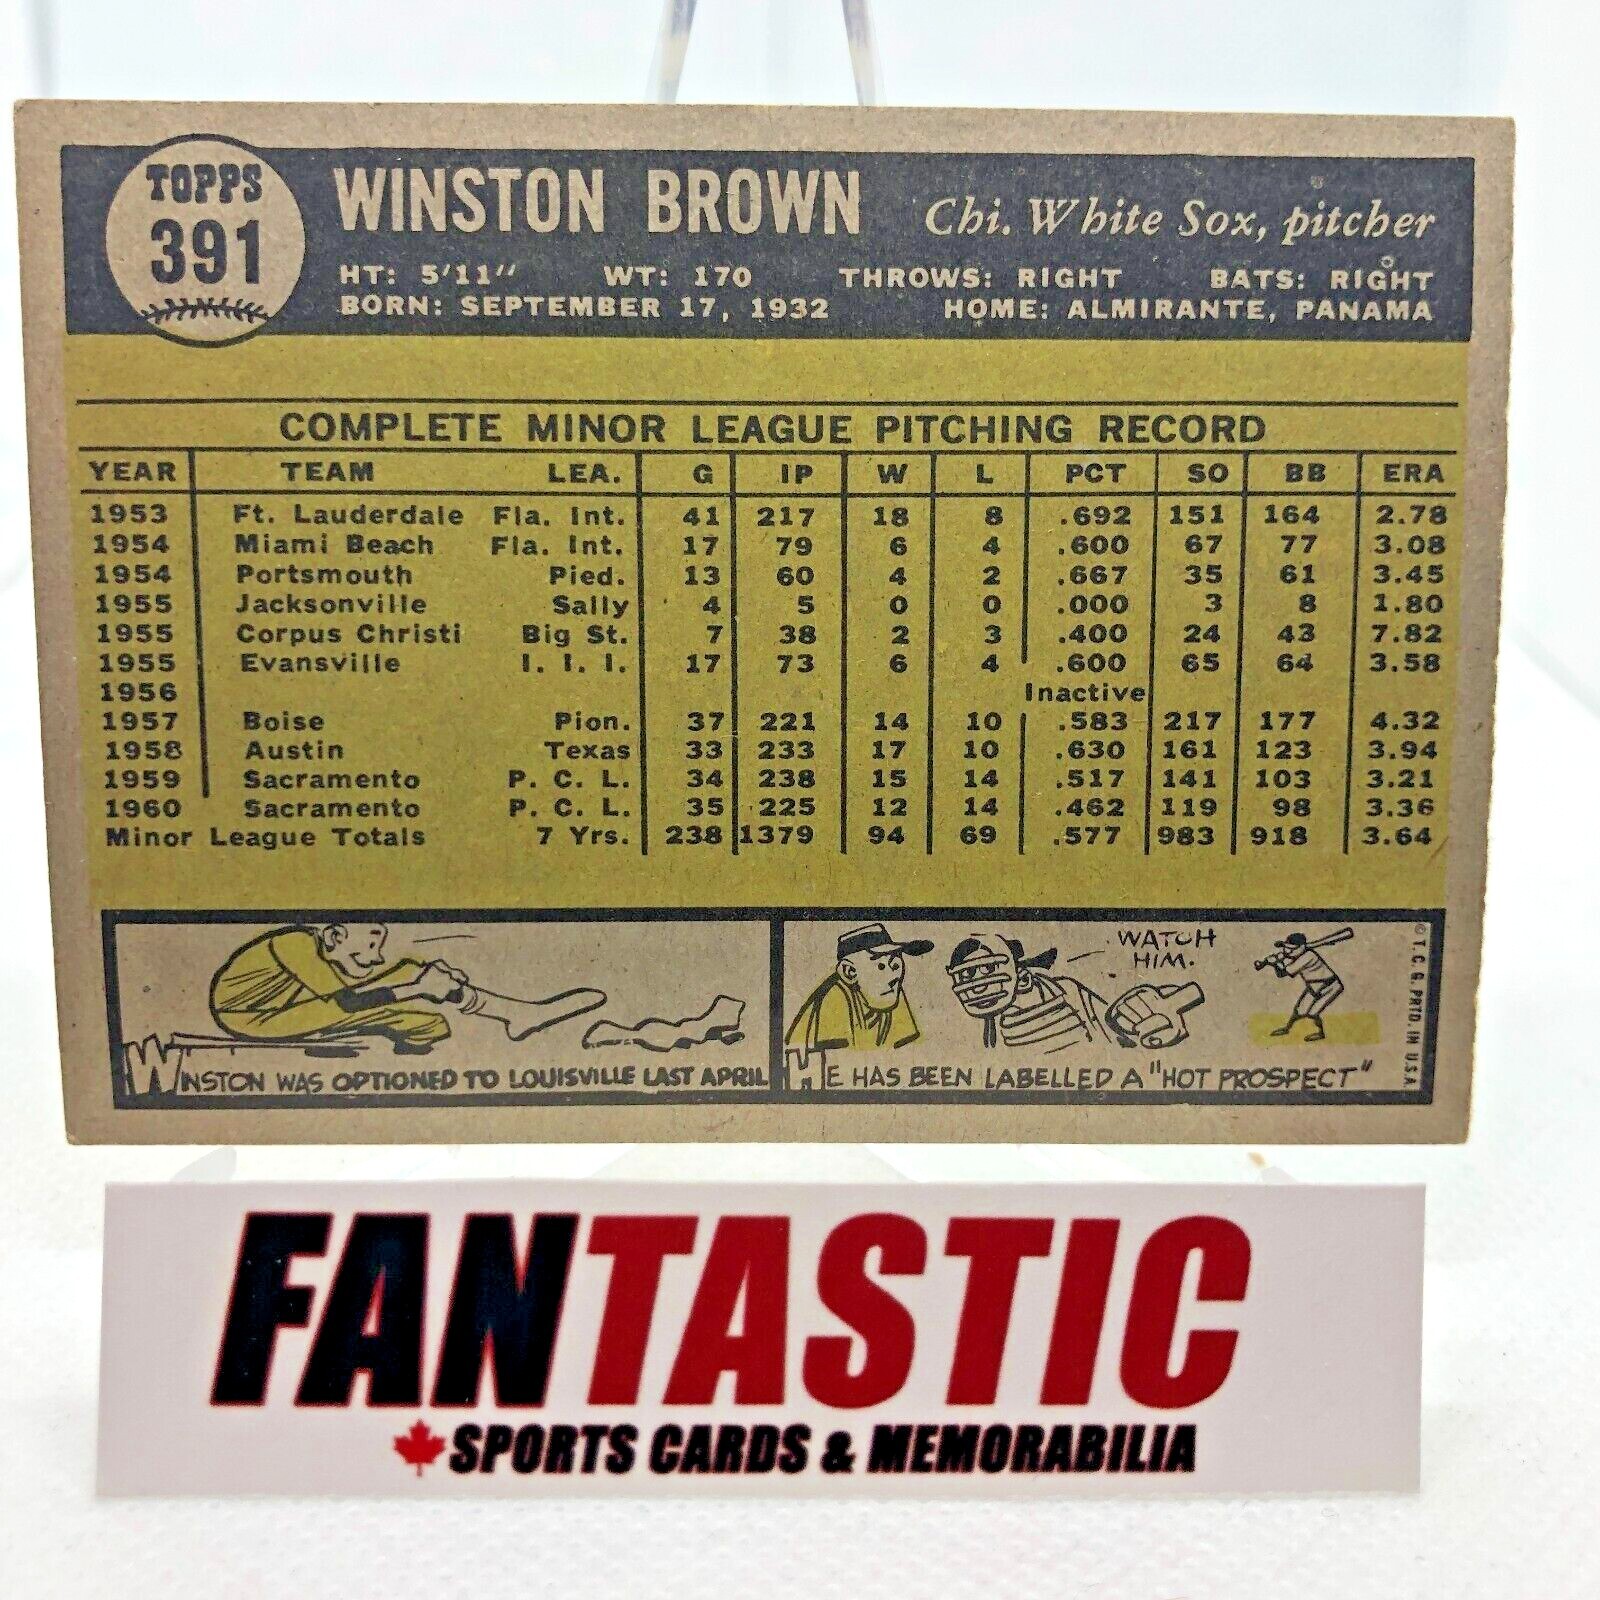 TOPPS
391
WINSTON BROWN Chi. White Sox, pitcher
HT: 5'11" WT: 170 THROWS: RIGHT BATS: RIGHT
BORN: SEPTEMBER 17, 1932 HOME: ALMIRANTE, PANAMA
COMPLETE MINOR LEAGUE PITCHING RECORD
YEAR TEAM LEA. G IP W L PCT SO BB ERA
1953 Ft. Lauderdale Fla. Int. 41 217 18 8 .692 151 164 2.78
1954 Miami Beach Fla. Int. 17 79 6 4 .600 67 77 3.08
1954 Portsmouth Pied. 13 60 4 2 .667 35 61 3.45
1955 Jacksonville Sally 4 5 0 0 .000 3 8 1.80
1955 Corpus Christi Big St. 7 38 2 3 .400 24 43 7.82
1955 Evansville I. I. I. 17 73 6 4 .600 65 64 3.58
1956 Inactive
1957 Boise Pion. 37 221 14 10 .583 217 177 4.32
1958 Austin Texas 33 233 17 10 .630 161 123 3.94
1959 Sacramento P. C. L. 34 238 15 14 .517 141 103 3.21
1960 Sacramento P. C. L. 35 225 12 14 .462 119 98 3.36
Minor League Totals 7 Yrs. 238 1379 94 69 .577 983 918 3.64
WINSTON WAS OPTIONED TO LOUISVILLE LAST APRIL
WATCH
HIM.
HE HAS BEEN LABELLED A "HOT PROSPECT"
© T. C. G. PRTD. IN U.S.A.
FANTASTIC
SPORTS CARDS & MEMORABILIA